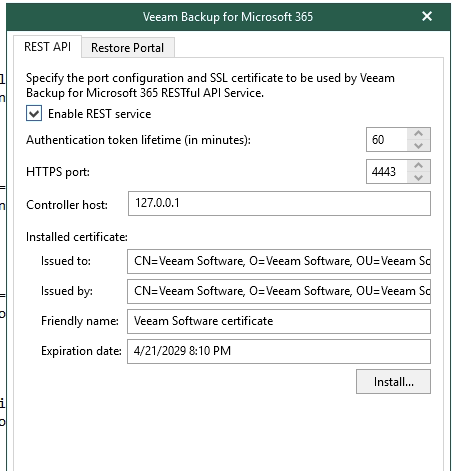 Veeam Backup for Microsoft 365
REST API
Restore Portal
Specify the port configuration and SSL certificate to be used by Veeam
Backup for Microsoft 365 RESTful API Service.
Enable REST service
Authentication token lifetime (in minutes):
60
HTTPS port:
4443
Controller host:
127.0.0.1
Installed certificate:
Issued to:
CN=Veeam Software, O=Veeam Software, OU=Veeam Sc
Issued by:
CN=Veeam Software, O=Veeam Software, OU=Veeam Sc
Friendly name:
Veeam Software certificate
Expiration date:
4/21/2029 8:10 PM
Install...